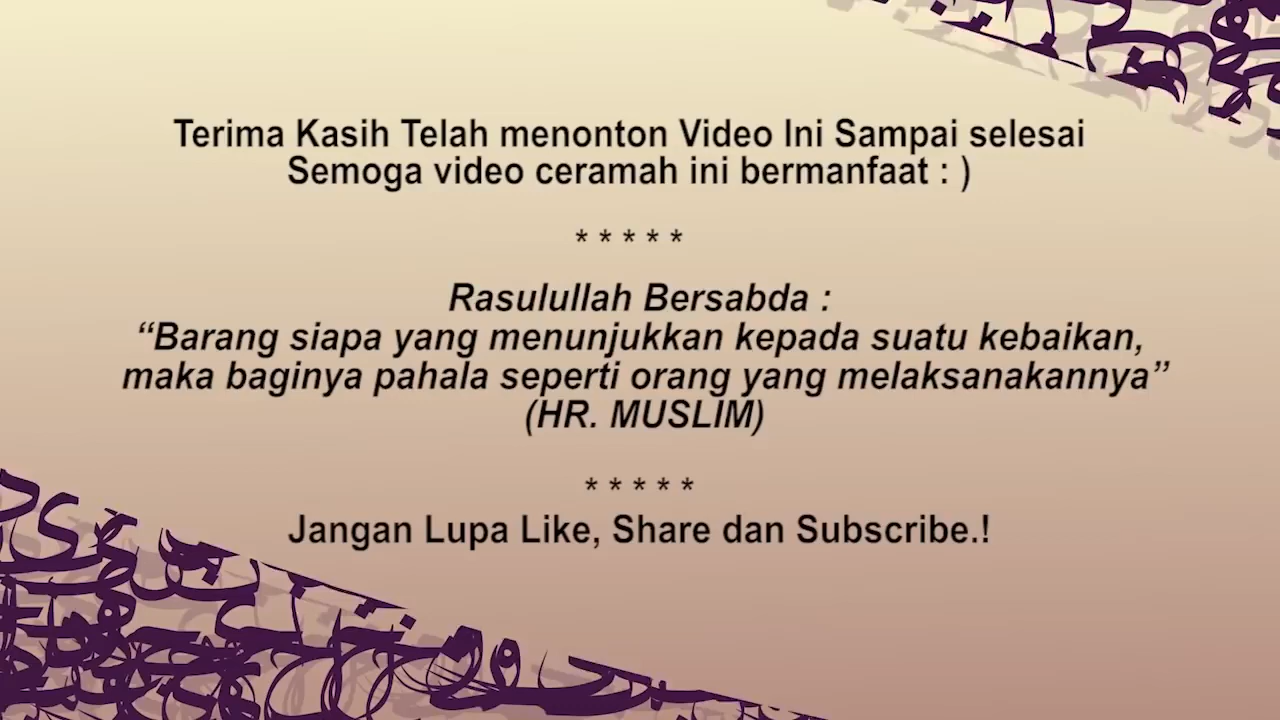 Terima Kasih Telah menonton Video Ini Sampai selesai
Semoga video ceramah ini bermanfaat : )
* * * * *
Rasulullah Bersabda :
“Barang siapa yang menunjukkan kepada suatu kebaikan,
maka baginya pahala seperti orang yang melaksanakannya”
(HR. MUSLIM)
* * * * *
Jangan Lupa Like, Share dan Subscribe.!